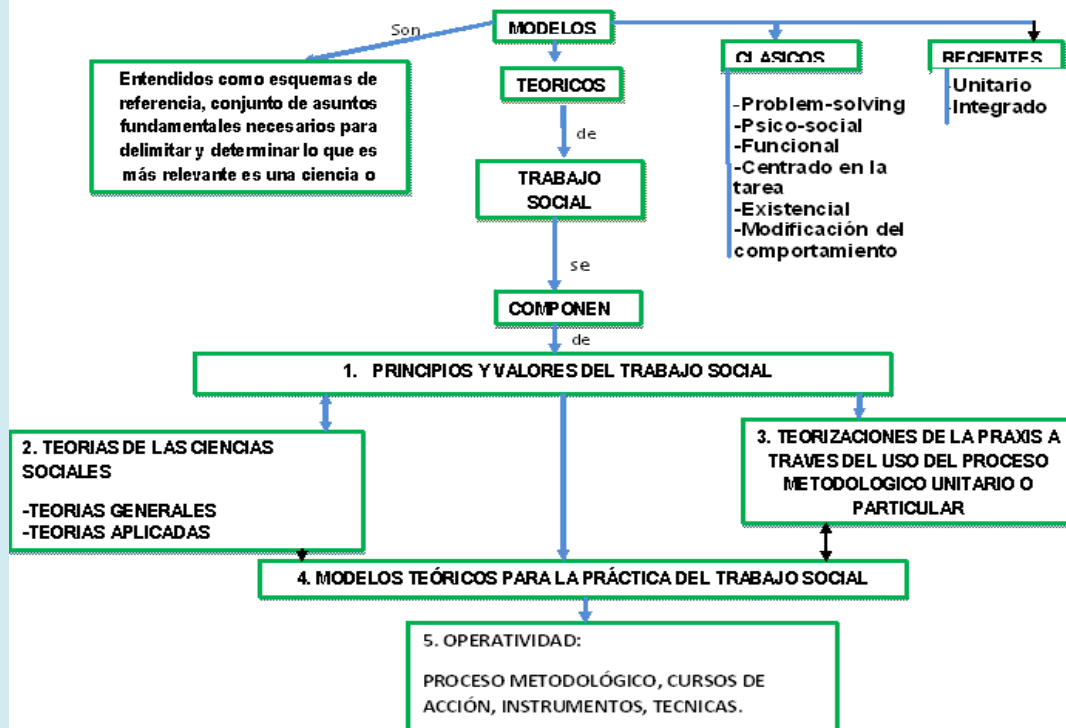 Son
MODELOS
Entendidos como esquemas de
referencia, conjunto de asuntos
fundamentales necesarios para
delimitar y determinar lo que es
más relevante es una ciencia o
TEORICOS
de
TRABAJO
SOCIAL
se
COMPONEN
de
CLASICOS
-Problem-solving
-Psico-social
-Funcional
-Centrado en la
tarea
-Existencial
-Modificación del
comportamiento
RECIENTES
-Unitario
-Integrado
1. PRINCIPIOS Y VALORES DEL TRABAJO SOCIAL
2. TEORIAS DE LAS CIENCIAS
SOCIALES
-TEORIAS GENERALES
-TEORIAS APLICADAS
3. TEORIZACIONES DE LA PRAXIS A
TRAVES DEL USO DEL PROCESO
METODOLOGICO UNITARIO O
PARTICULAR
4. MODELOS TEÓRICOS PARA LA PRÁCTICA DEL TRABAJO SOCIAL
5. OPERATIVIDAD:
PROCESO METODOLÓGICO, CURSOS DE
ACCIÓN, INSTRUMENTOS, TECNICAS.